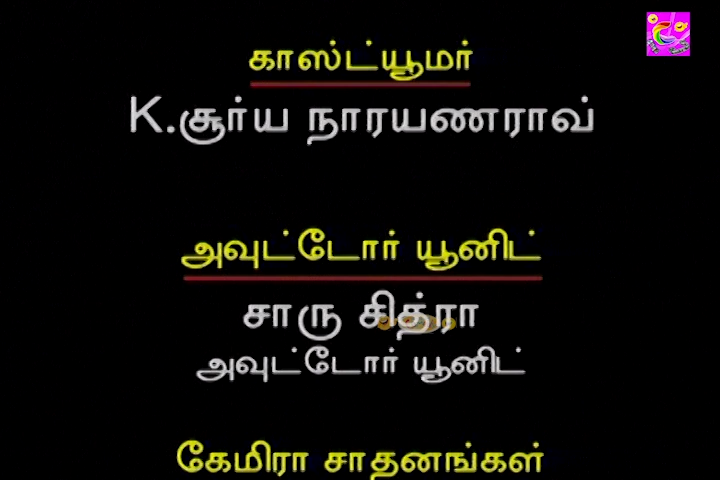 காஸ்ட்யூமர்
K.சூர்ய நாராயணராவ்
அவுட்டோர் யூனிட்
சாரு சித்ரா
அவுட்டோர் யூனிட்
கேமிரா சாதனங்கள்